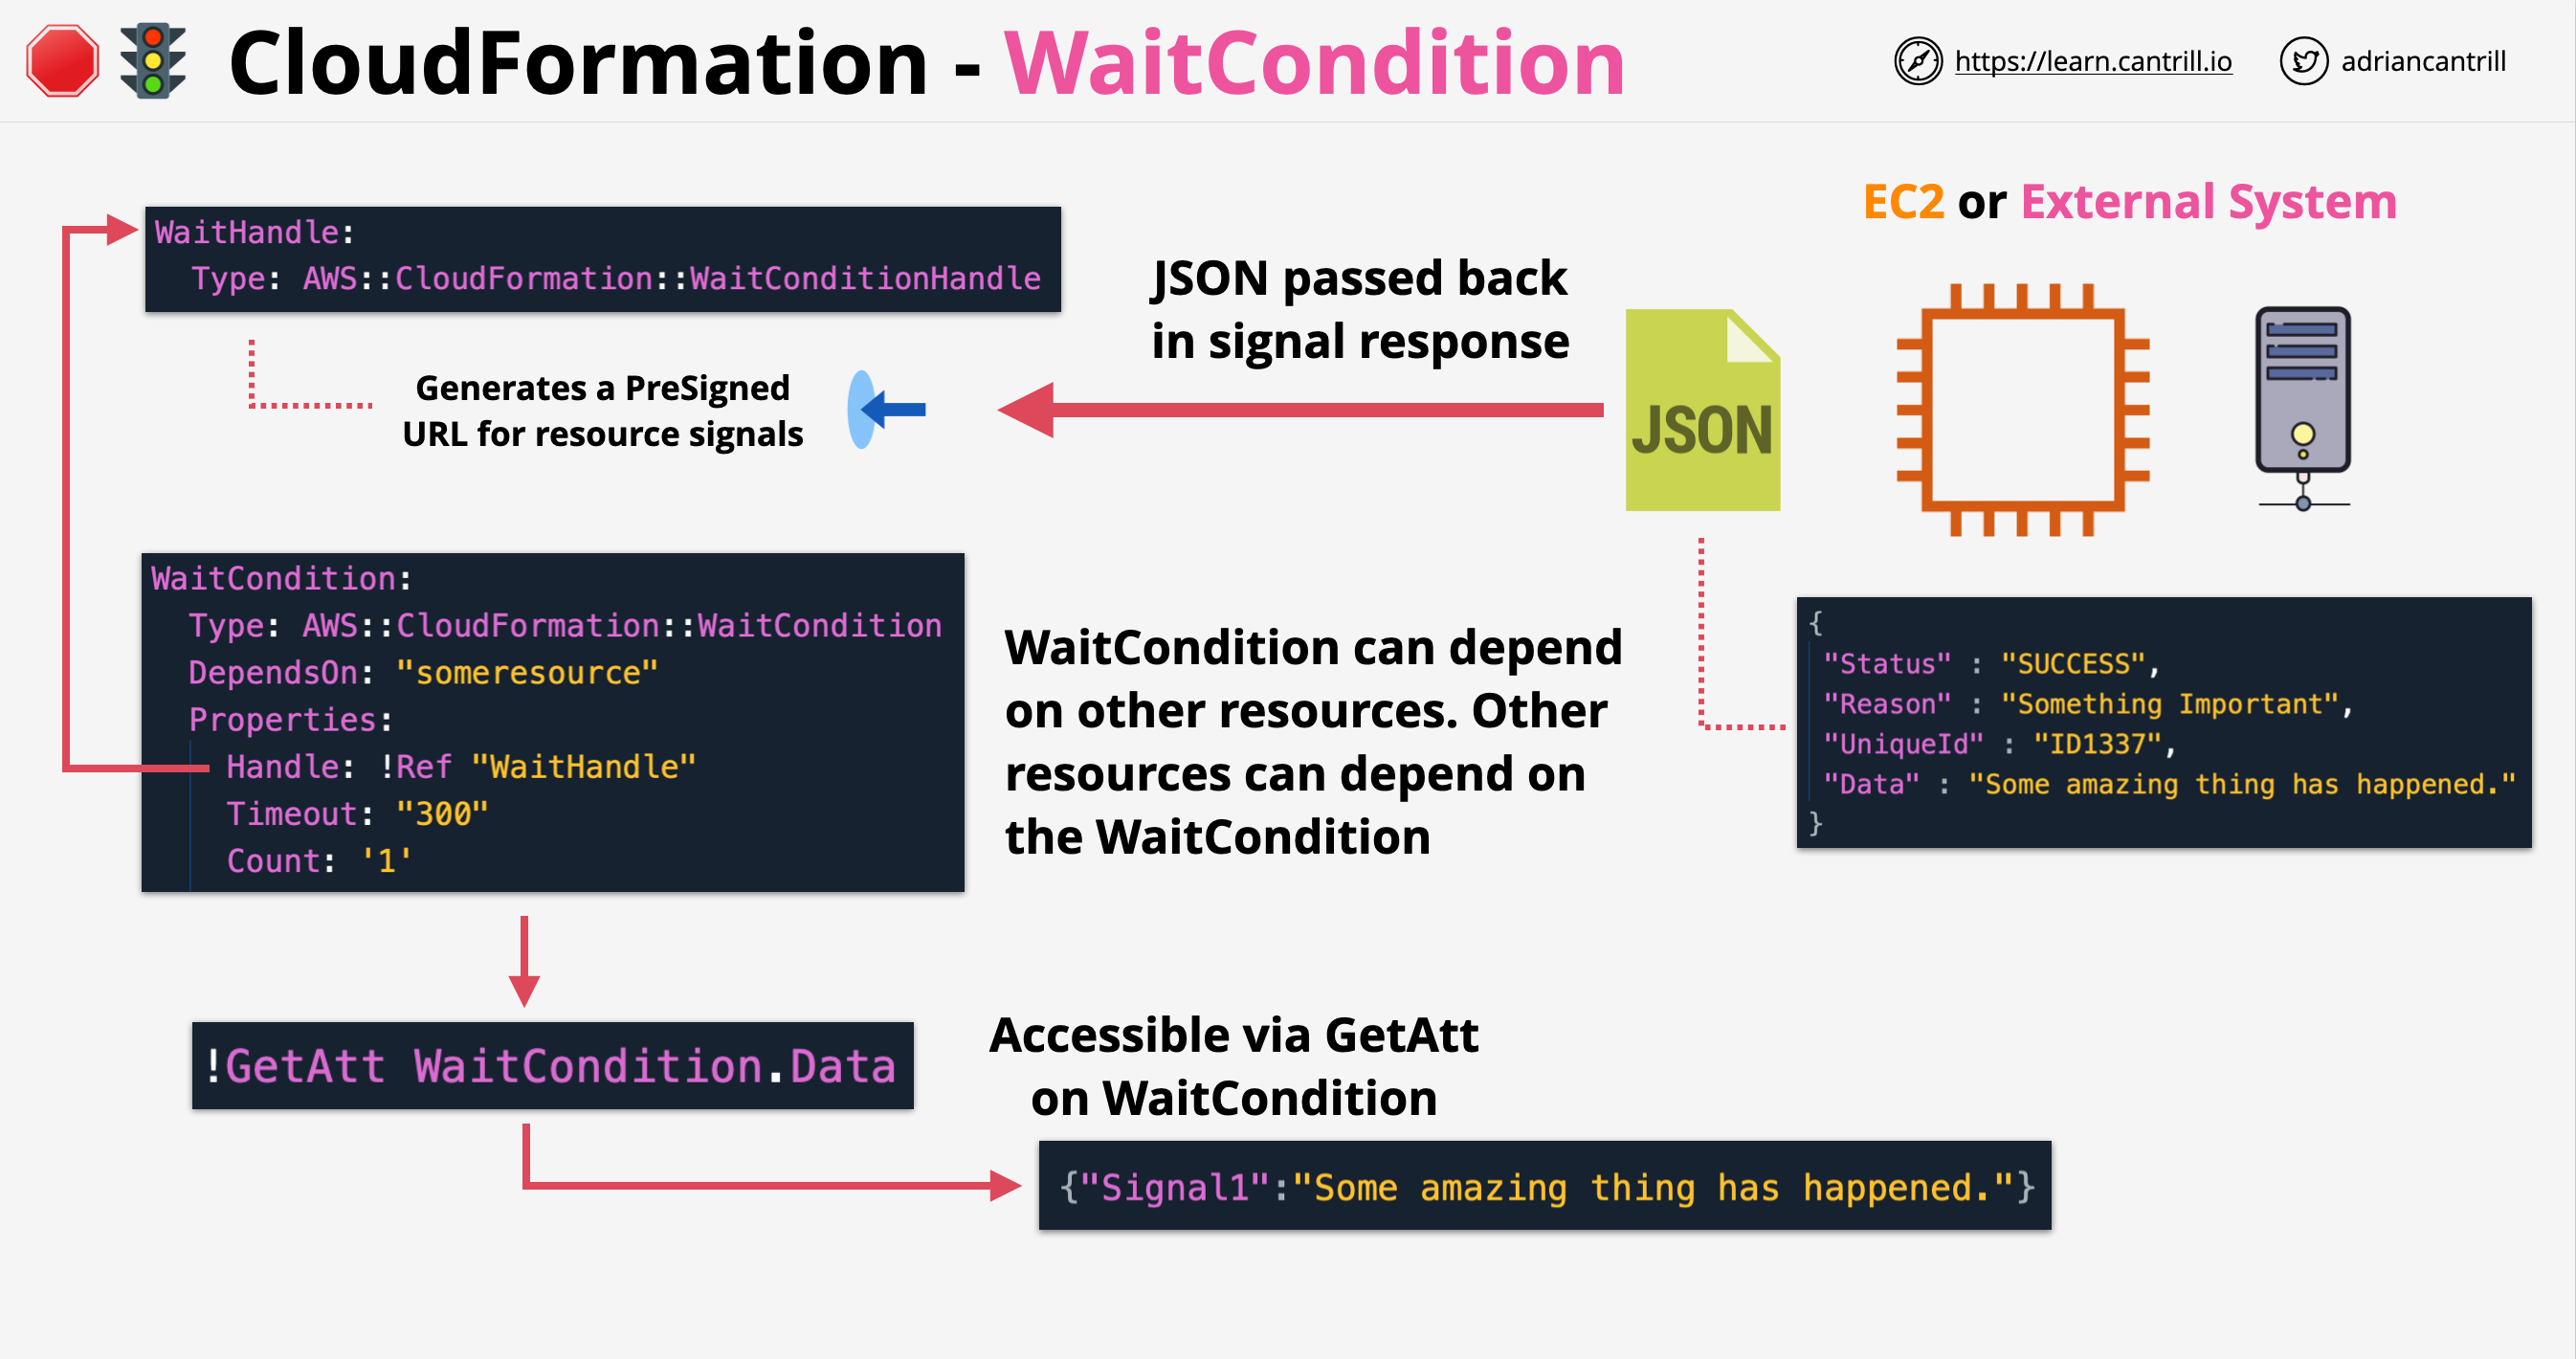 CloudFormation - WaitCondition
https://learn.cantrill.io
adriancantrill
WaitHandle:
Type: AWS::CloudFormation::WaitConditionHandle
Generates a PreSigned
URL for resource signals
JSON passed back
in signal response
EC2 or External System
JSON
WaitCondition:
Type: AWS::CloudFormation::WaitCondition
DependsOn: "someresource"
Properties:
Handle: !Ref "WaitHandle"
Timeout: "300"
Count: '1'
WaitCondition can depend
on other resources. Other
resources can depend on
the WaitCondition
{
"Status" : "SUCCESS",
"Reason" : "Something Important",
"UniqueId" : "ID1337",
"Data" : "Some amazing thing has happened."
}
!GetAtt WaitCondition.Data
Accessible via GetAtt
on WaitCondition
{"Signal1":"Some amazing thing has happened."}